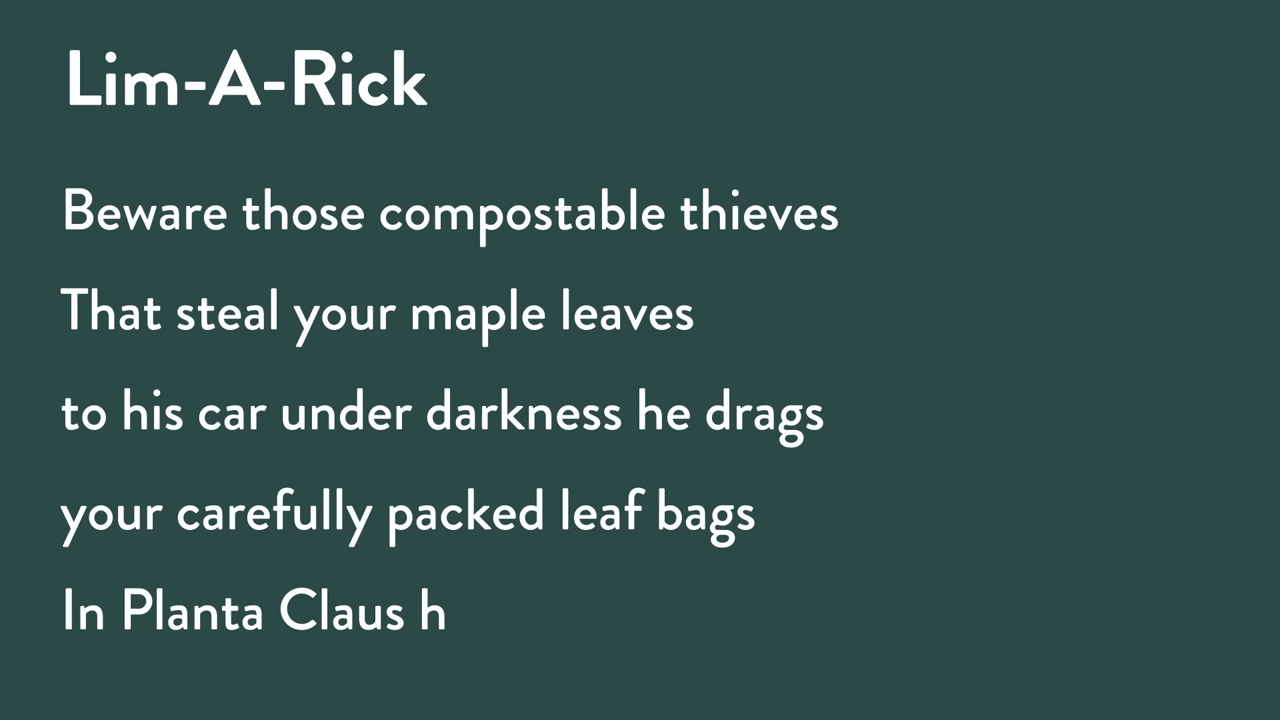 Lim-A-Rick
Beware those compostable thieves
That steal your maple leaves
to his car under darkness he drags
your carefully packed leaf bags
In Planta Claus h